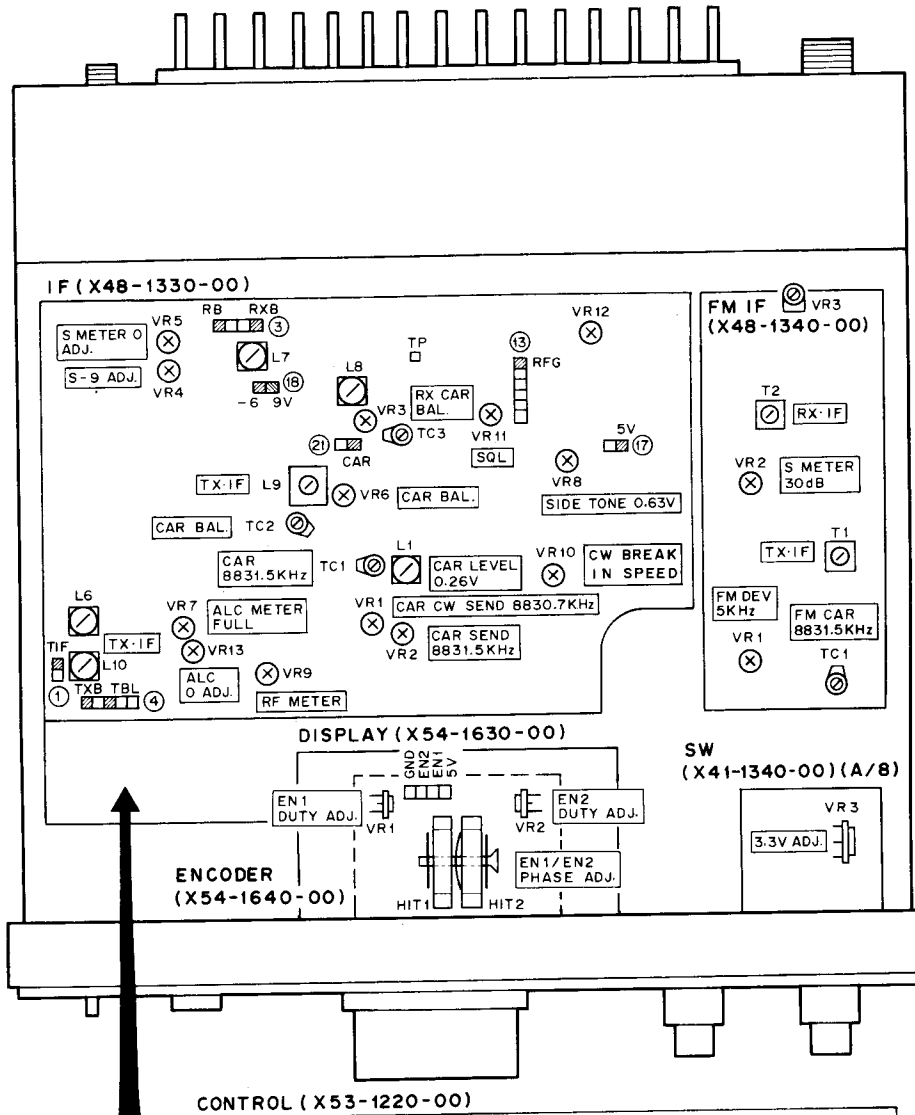 IF (X48-1330-00)
RB RXB
③
VR5
S METER 0
ADJ.
L7
S-9 ADJ.
VR4
-6 9V
⑱
L8
TP
⑬
RFG
VR12
VR3
RX CAR
BAL.
TC3
VR11
SQL
㉑
CAR
5V
⑰
VR8
TX·IF
L9
VR6
CAR BAL.
SIDE TONE 0.63V
CAR BAL.
TC2
CAR
8831.5KHz
TC1
L1
CAR LEVEL
0.26V
VR10
CW BREAK
IN SPEED
VR1
CAR CW SEND 8830.7KHz
VR2
CAR SEND
8831.5KHz
L6
VR7
ALC METER
FULL
TX·IF
VR13
TIF
L10
ALC
0 ADJ.
VR9
RF METER
①
TXB TBL
④
FM IF
(X48-1340-00)
VR3
T2
RX·IF
VR2
S METER
30dB
T1
TX·IF
FM DEV
5KHz
FM CAR
8831.5KHz
VR1
TC1
DISPLAY (X54-1630-00)
GND
EN2
EN1
5V
EN1
DUTY ADJ.
VR1
VR2
EN2
DUTY ADJ.
ENCODER
(X54-1640-00)
EN1/EN2
PHASE ADJ.
HIT1
HIT2
SW
(X41-1340-00) (A/8)
VR3
3.3V ADJ.
CONTROL (X53-1220-00)